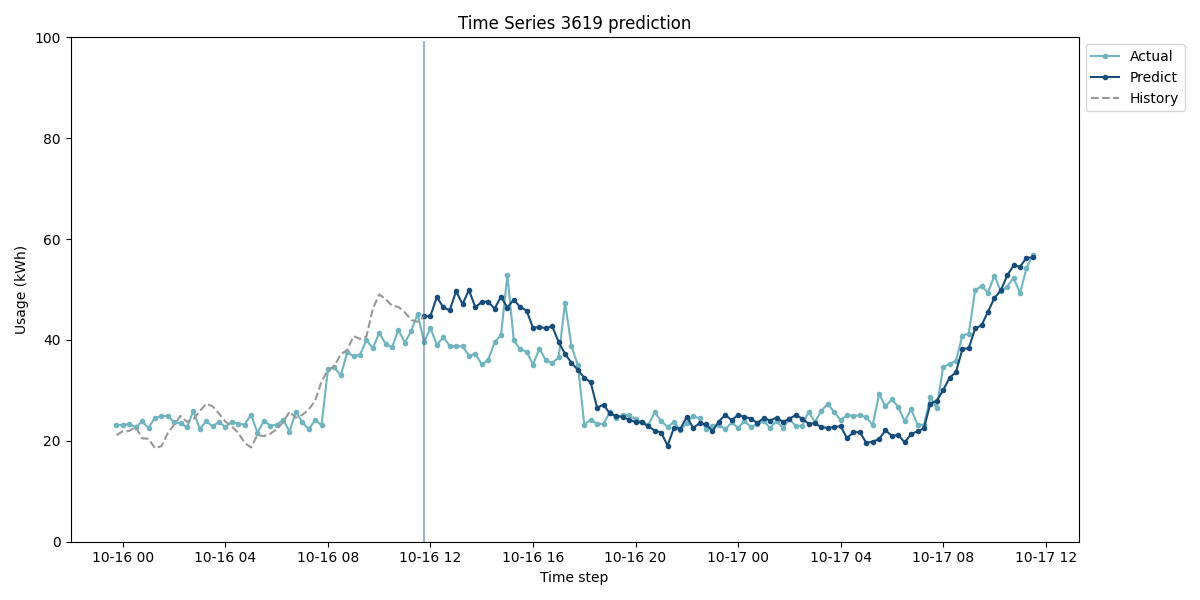 Time Series 3619 prediction
100
80
60
40
20
0
Usage (kWh)
10-16 00
10-16 04
10-16 08
10-16 12
10-16 16
10-16 20
10-17 00
10-17 04
10-17 08
10-17 12
Time step
Actual
Predict
History